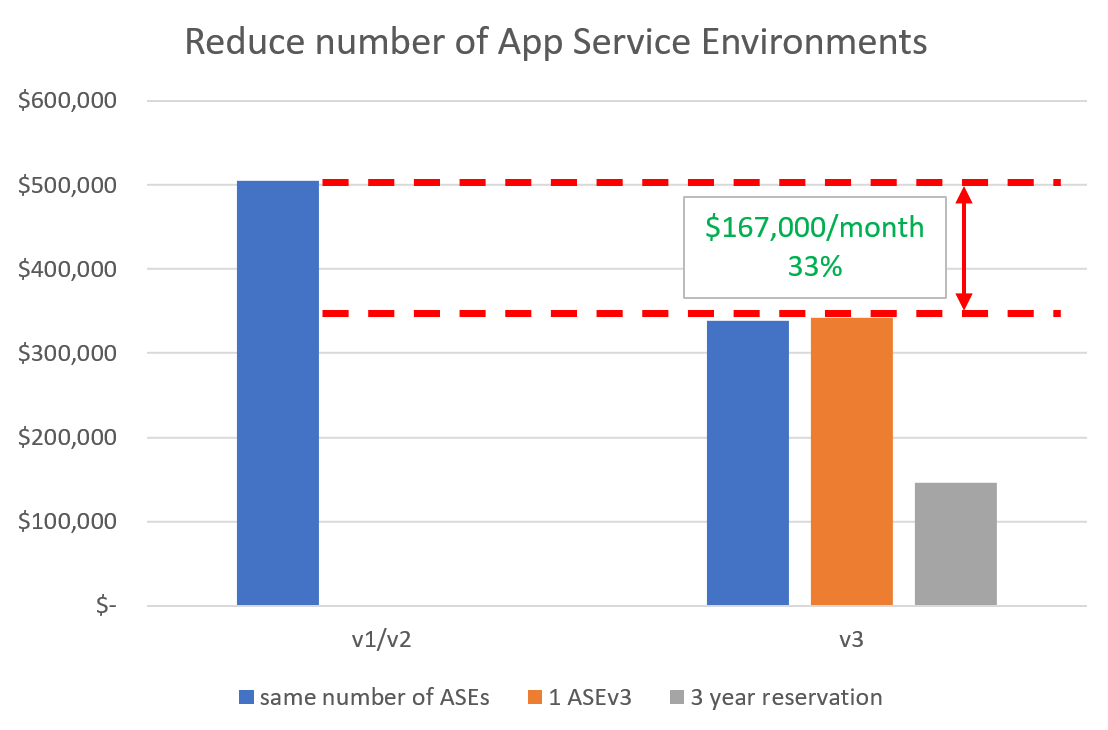 Reduce number of App Service Environments
$600,000
$500,000
$400,000
$300,000
$200,000
$100,000
$-
$167,000/month
33%
v1/v2
v3
same number of ASEs
1 ASEv3
3 year reservation